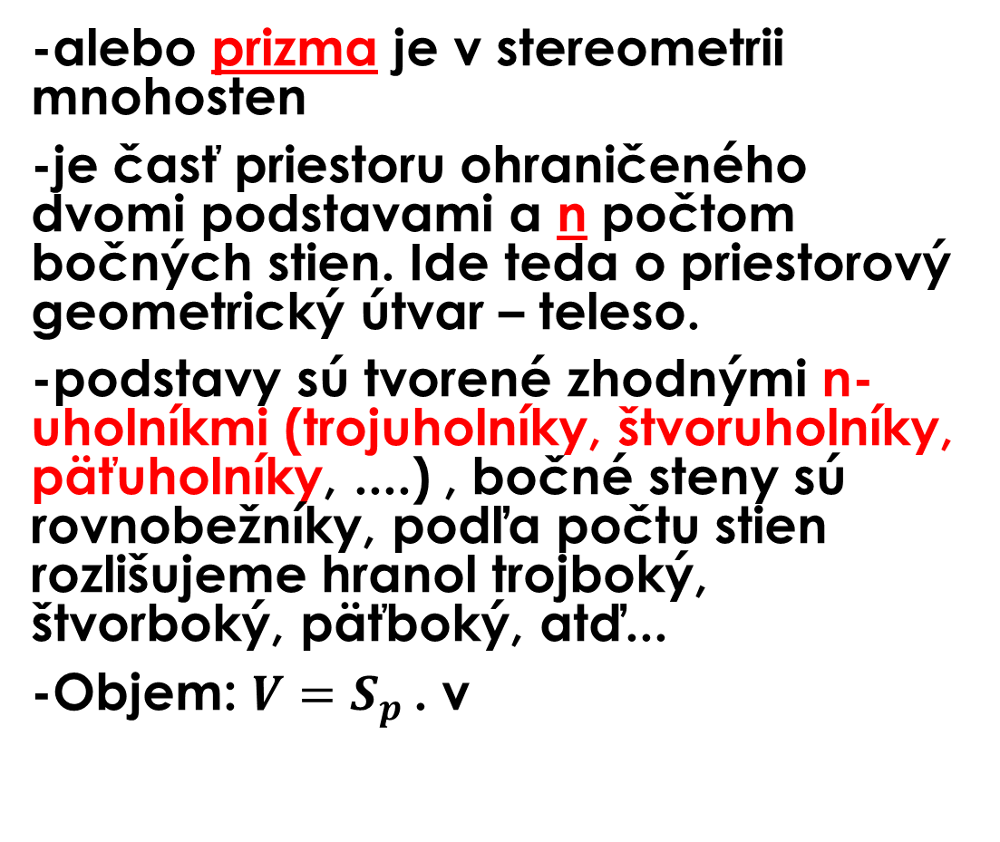 -alebo prizma je v stereometrii
mnohosten
-je časť priestoru ohraničeného
dvomi podstavami a n počtom
bočných stien. Ide teda o priestorový
geometrický útvar – teleso.
-podstavy sú tvorené zhodnými n-
uholníkmi (trojuholníky, štvoruholníky,
päťuholníky, ....) , bočné steny sú
rovnobežníky, podľa počtu stien
rozlišujeme hranol trojboký,
štvorboký, päťboký, atď...
-Objem: V = Sₚ . v